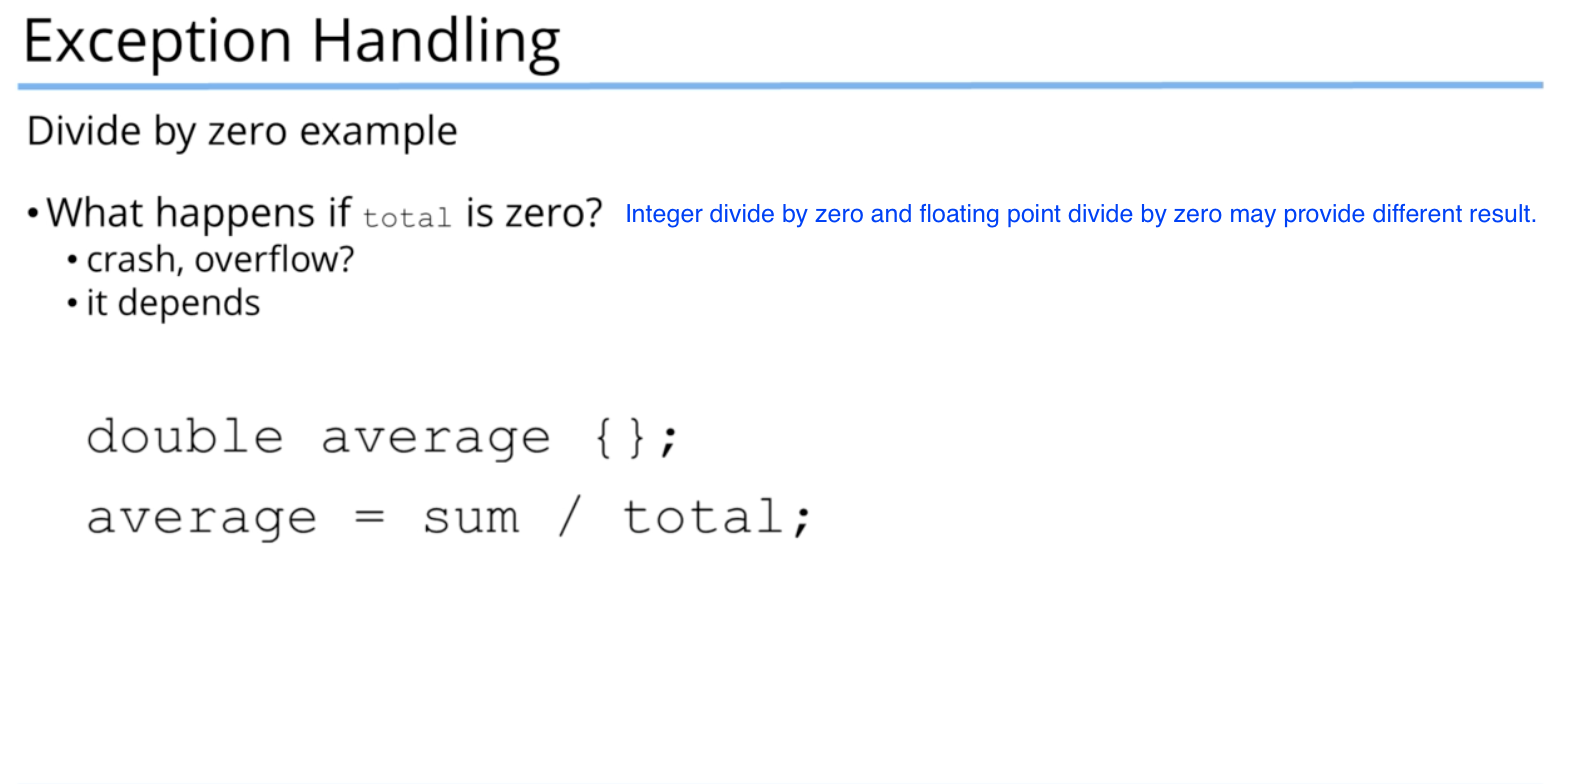 Exception Handling
Divide by zero example
• What happens if total is zero? Integer divide by zero and floating point divide by zero may provide different result.
• crash, overflow?
• it depends
double average {};
average = sum / total;